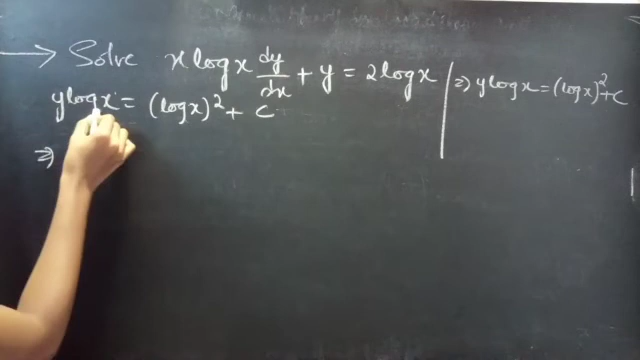 → Solve x log x dy/dx + y = 2 log x
y log x = (log x)² + c
⇒
⇒ y log x = (log x)² + c